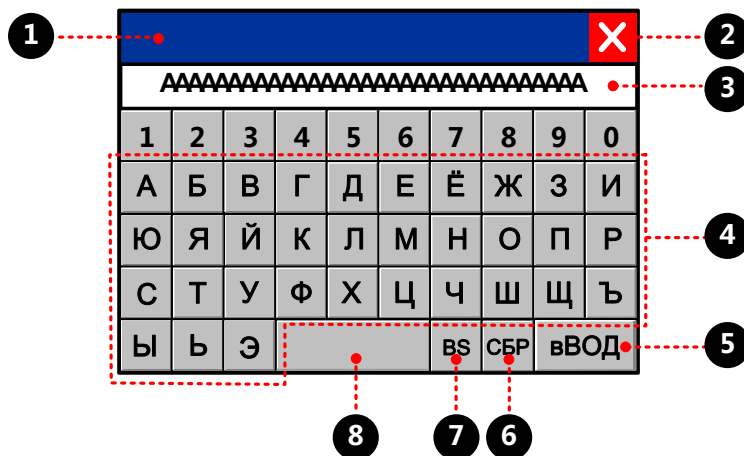 1
2
АААААААААААААААААААААААААААААААА
3
1 2 3 4 5 6 7 8 9 0
А Б В Г Д Е Ё Ж З И
Ю Я Й К Л М Н О П Р
4
С Т У Ф Х Ц Ч Ш Щ Ъ
Ы Ь Э BS СБР вВОД
5
8 7 6